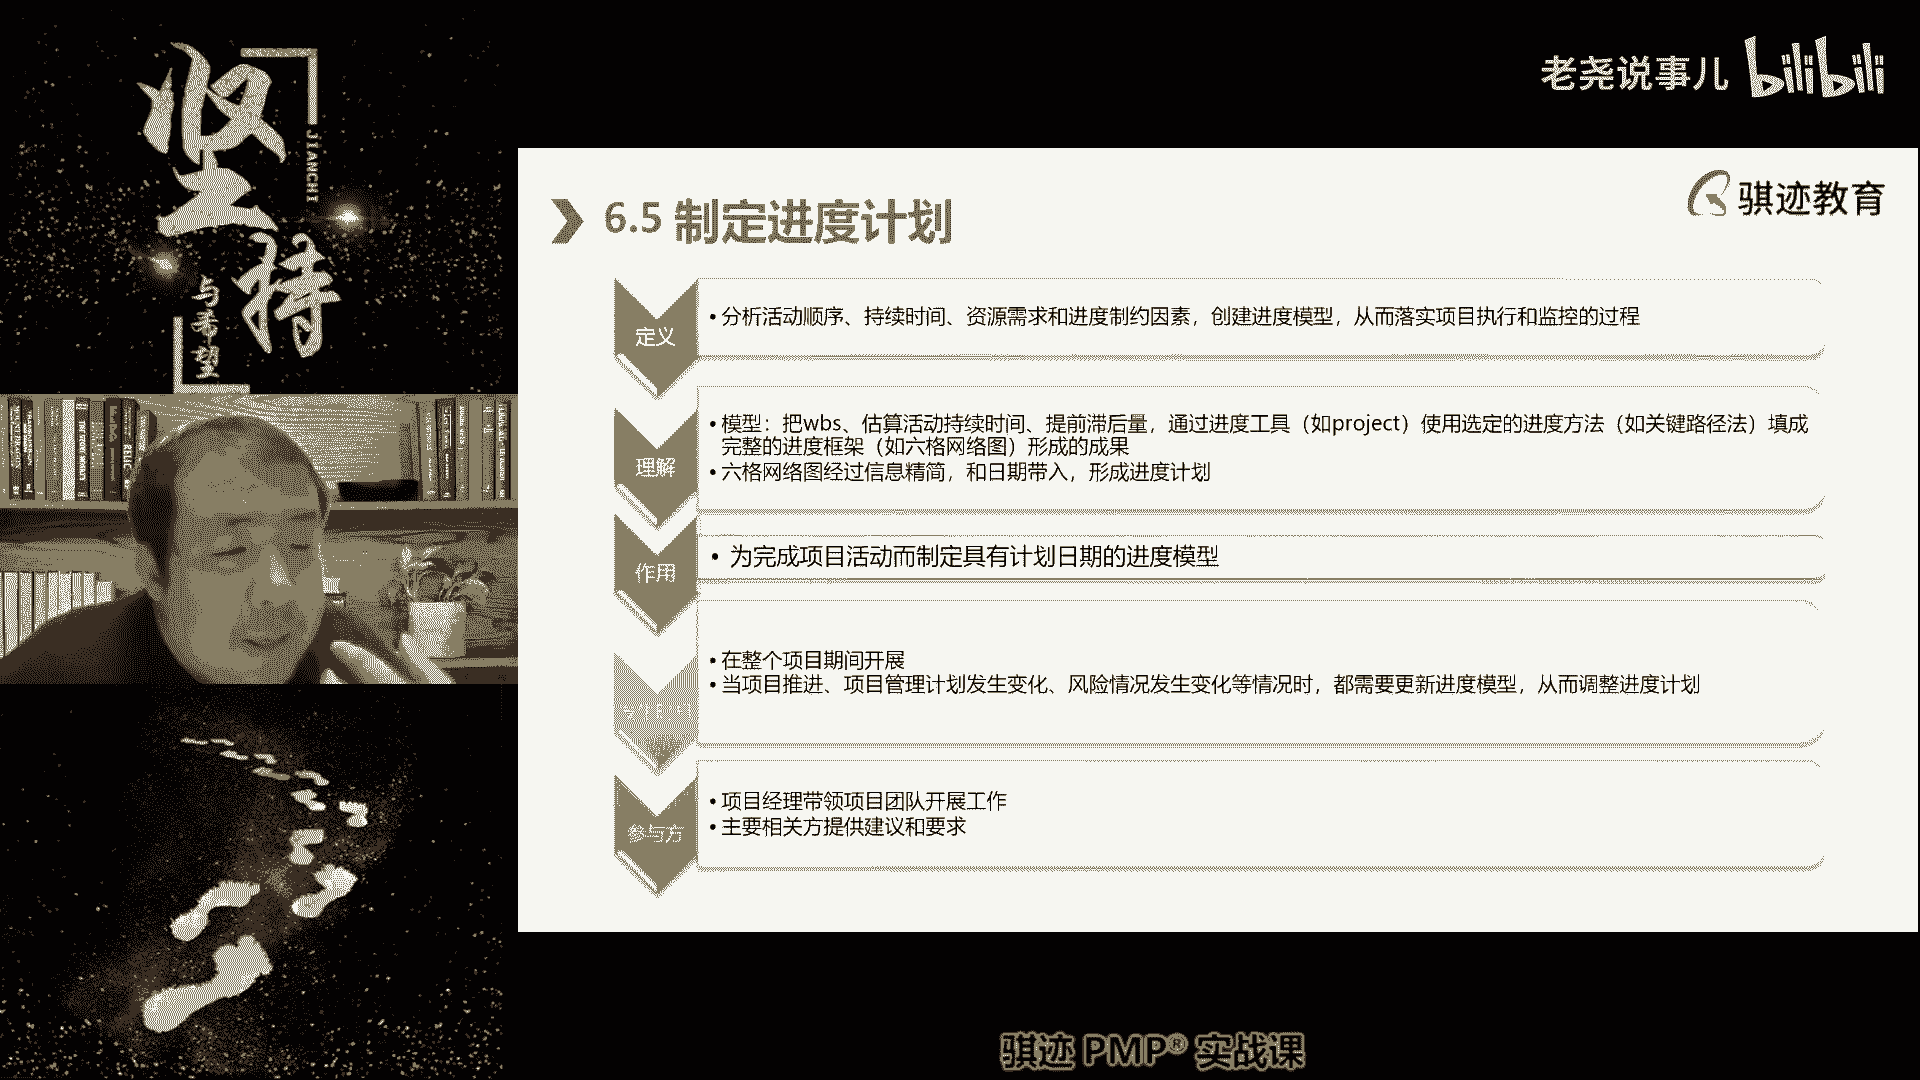 坚持
JIANCHI
与希望
老尧说事儿 bilibili
骐迹教育
6.5 制定进度计划
定义
• 分析活动顺序、持续时间、资源需求和进度制约因素，创建进度模型，从而落实项目执行和监控的过程
理解
• 模型：把wbs、估算活动持续时间、提前滞后量，通过进度工具（如project）使用选定的进度方法（如关键路径法）填成
完整的进度框架（如六格网络图）形成的成果
• 六格网络图经过信息精简，和日期带入，形成进度计划
作用
• 为完成项目活动而制定具有计划日期的进度模型
• 在整个项目期间开展
• 当项目推进、项目管理计划发生变化、风险情况发生变化等情况时，都需要更新进度模型，从而调整进度计划
参与方
• 项目经理带领项目团队开展工作
• 主要相关方提供建议和要求
骐迹 PMP® 实战课